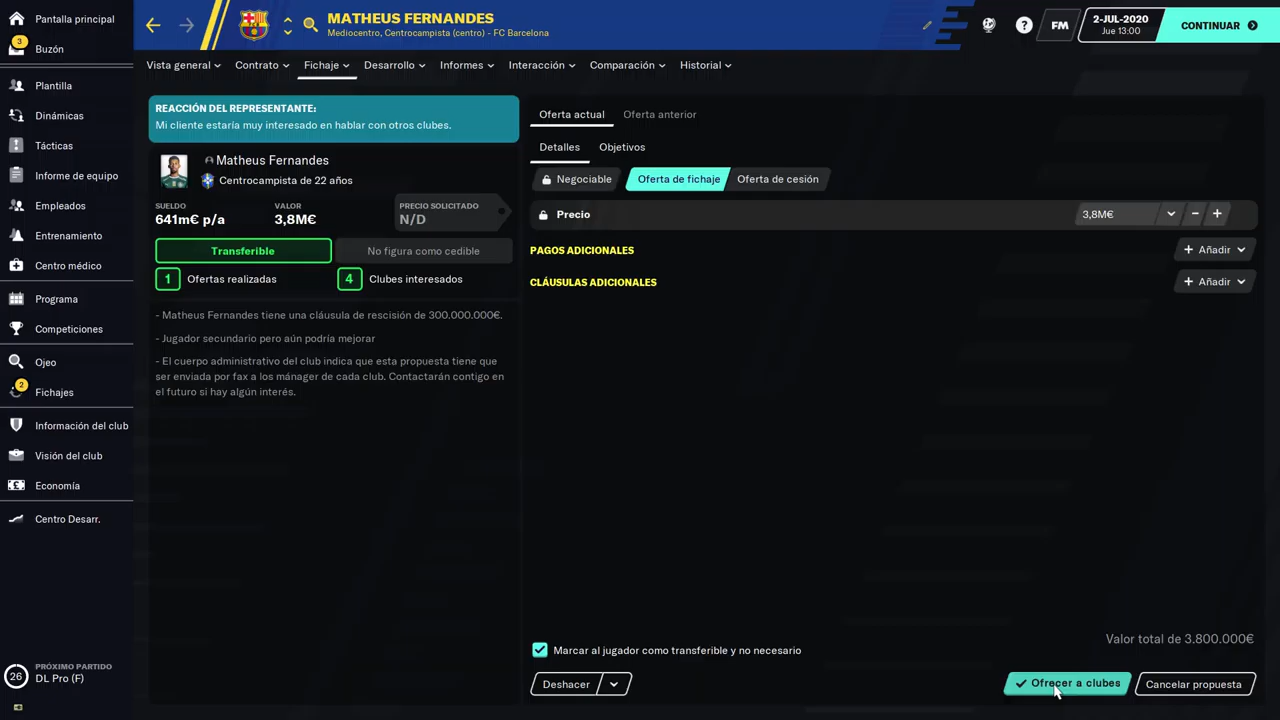 Pantalla principal
3
Buzón
Plantilla
Dinámicas
Tácticas
Informe de equipo
Empleados
Entrenamiento
Centro médico
Programa
Competiciones
Ojeo
2
Fichajes
Información del club
Visión del club
Economía
Centro Desarr.
26
PRÓXIMO PARTIDO
DL Pro (F)
MATHEUS FERNANDES
Mediocentro, Centrocampista (centro) - FC Barcelona
?
FM
2-JUL-2020
Jue 13:00
CONTINUAR
Vista general
Contrato
Fichaje
Desarrollo
Informes
Interacción
Comparación
Historial
REACCIÓN DEL REPRESENTANTE:
Mi cliente estaría muy interesado en hablar con otros clubes.
Matheus Fernandes
Centrocampista de 22 años
SUELDO
641m€ p/a
VALOR
3,8M€
PRECIO SOLICITADO
N/D
Transferible
No figura como cedible
1 Ofertas realizadas
4 Clubes interesados
- Matheus Fernandes tiene una cláusula de rescisión de 300.000.000€.
- Jugador secundario pero aún podría mejorar
- El cuerpo administrativo del club indica que esta propuesta tiene que
ser enviada por fax a los mánager de cada club. Contactarán contigo en
el futuro si hay algún interés.
Oferta actual
Oferta anterior
Detalles
Objetivos
Negociable
Oferta de fichaje
Oferta de cesión
Precio
3,8M€
- +
PAGOS ADICIONALES
+ Añadir
CLÁUSULAS ADICIONALES
+ Añadir
Valor total de 3.800.000€
Marcar al jugador como transferible y no necesario
Deshacer
Ofrecer a clubes
Cancelar propuesta